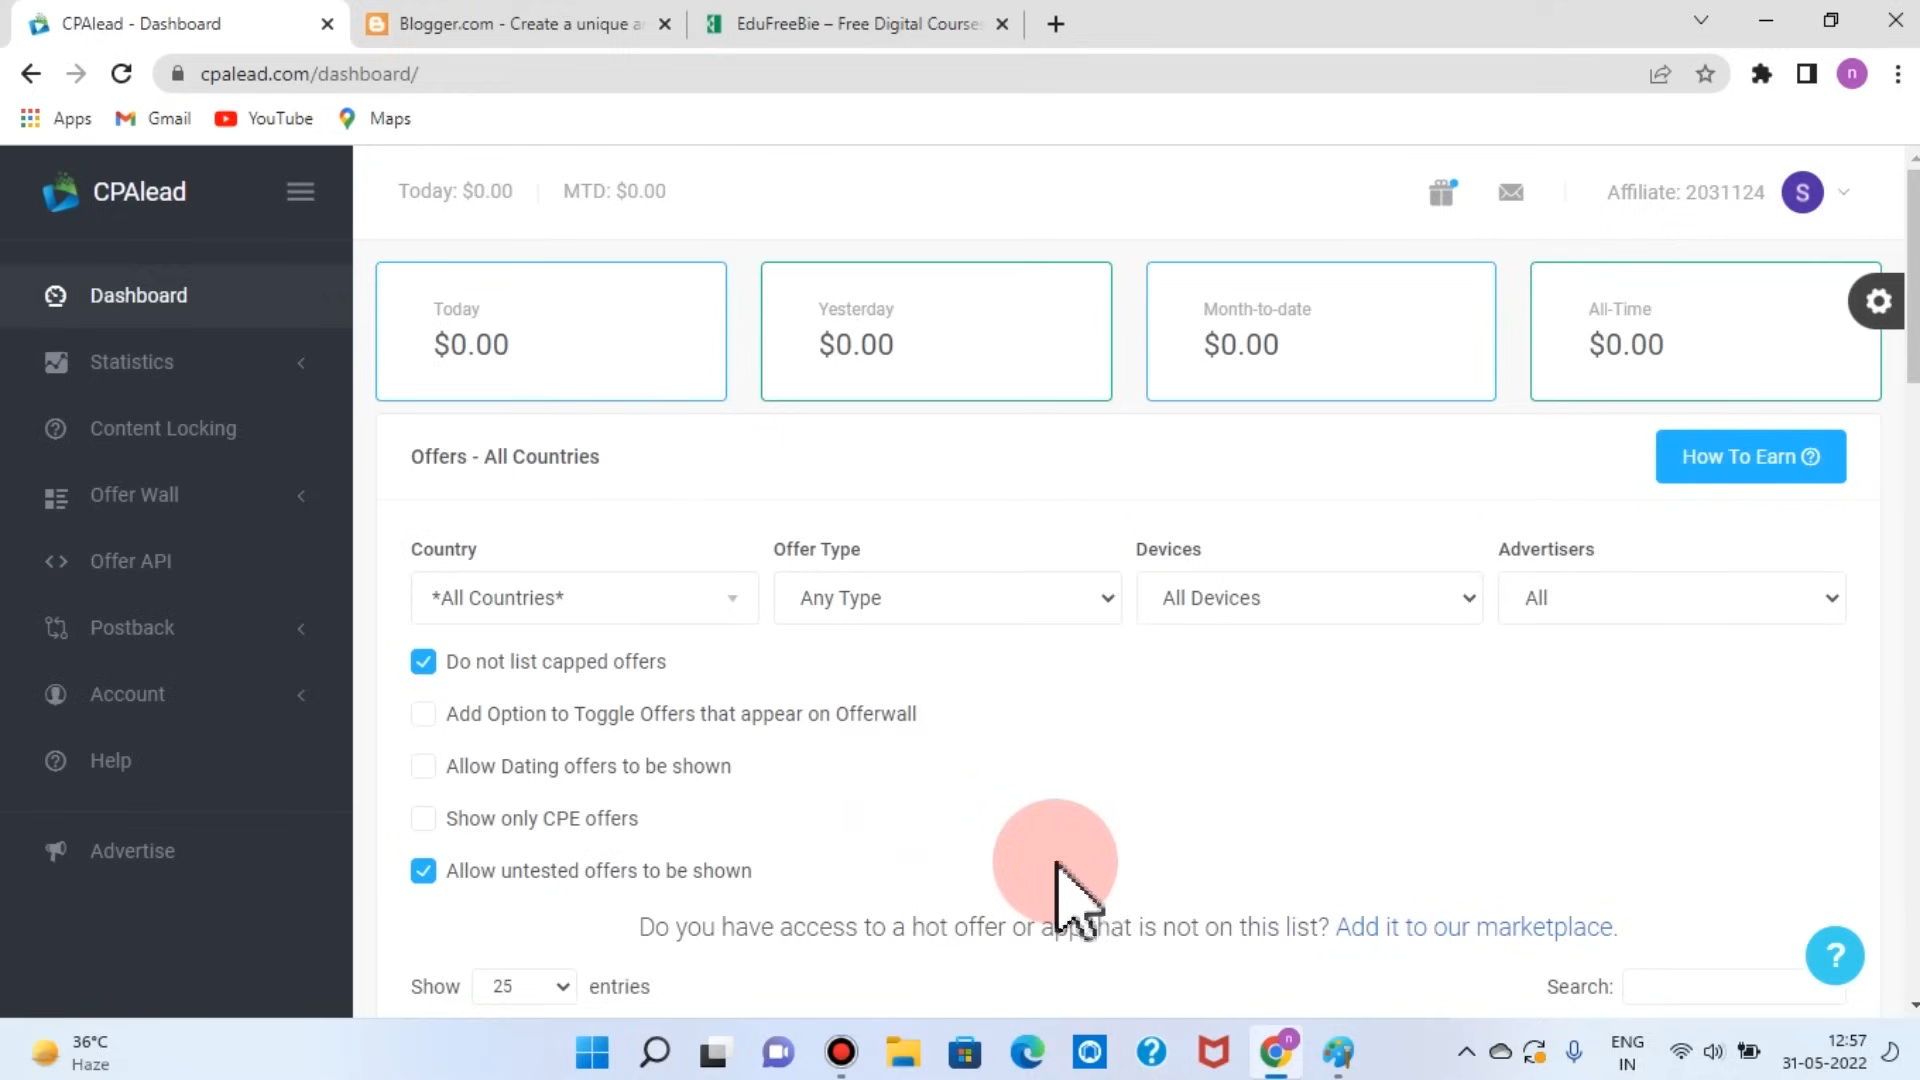 CPAlead - Dashboard
Blogger.com - Create a unique a
EduFreeBie – Free Digital Course
cpalead.com/dashboard/
n
Apps
Gmail
YouTube
Maps
CPAlead
Today: $0.00
MTD: $0.00
Affiliate: 2031124
S
Dashboard
Statistics
Content Locking
Offer Wall
Offer API
Postback
Account
Help
Advertise
Today
$0.00
Yesterday
$0.00
Month-to-date
$0.00
All-Time
$0.00
Offers - All Countries
How To Earn
Country
Offer Type
Devices
Advertisers
*All Countries*
Any Type
All Devices
All
Do not list capped offers
Add Option to Toggle Offers that appear on Offerwall
Allow Dating offers to be shown
Show only CPE offers
Allow untested offers to be shown
Do you have access to a hot offer or app that is not on this list? Add it to our marketplace.
Show 25 entries
Search:
?
36°C
Haze
n
ENG
IN
12:57
31-05-2022